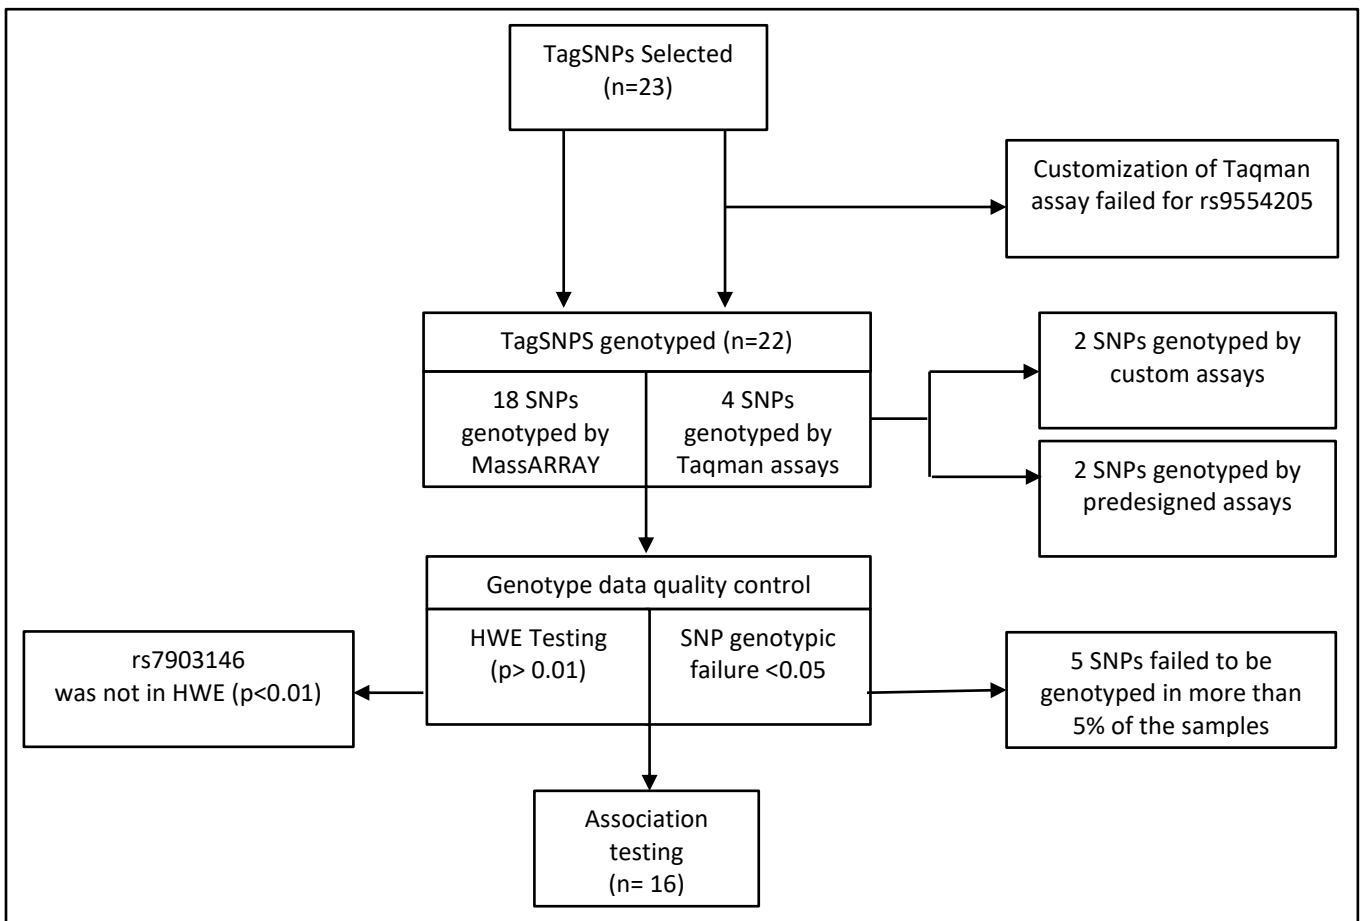 TagSNPs Selected
(n=23)
Customization of Taqman
assay failed for rs9554205
TagSNPS genotyped (n=22)
18 SNPs
genotyped by
MassARRAY
4 SNPs
genotyped by
Taqman assays
2 SNPs genotyped by
custom assays
2 SNPs genotyped by
predesigned assays
Genotype data quality control
HWE Testing
(p> 0.01)
SNP genotypic
failure <0.05
rs7903146
was not in HWE (p<0.01)
5 SNPs failed to be
genotyped in more than
5% of the samples
Association
testing
(n= 16)